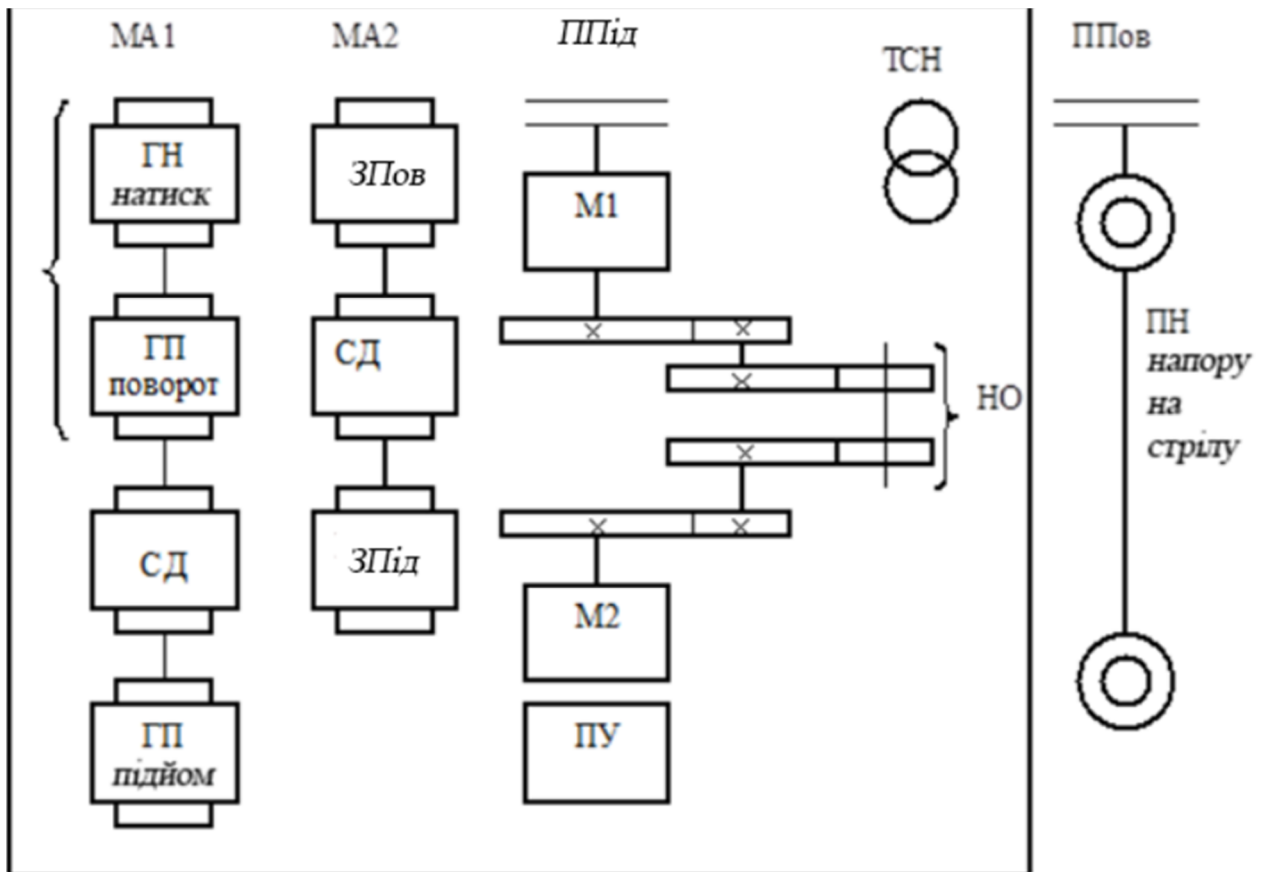 МА1
МА2
ППід
ТСН
ППов
ГН
натиск
ЗПов
М1
ГП
поворот
СД
НО
ПН
напору
на
стрілу
СД
ЗПід
М2
ГП
підйом
ПУ